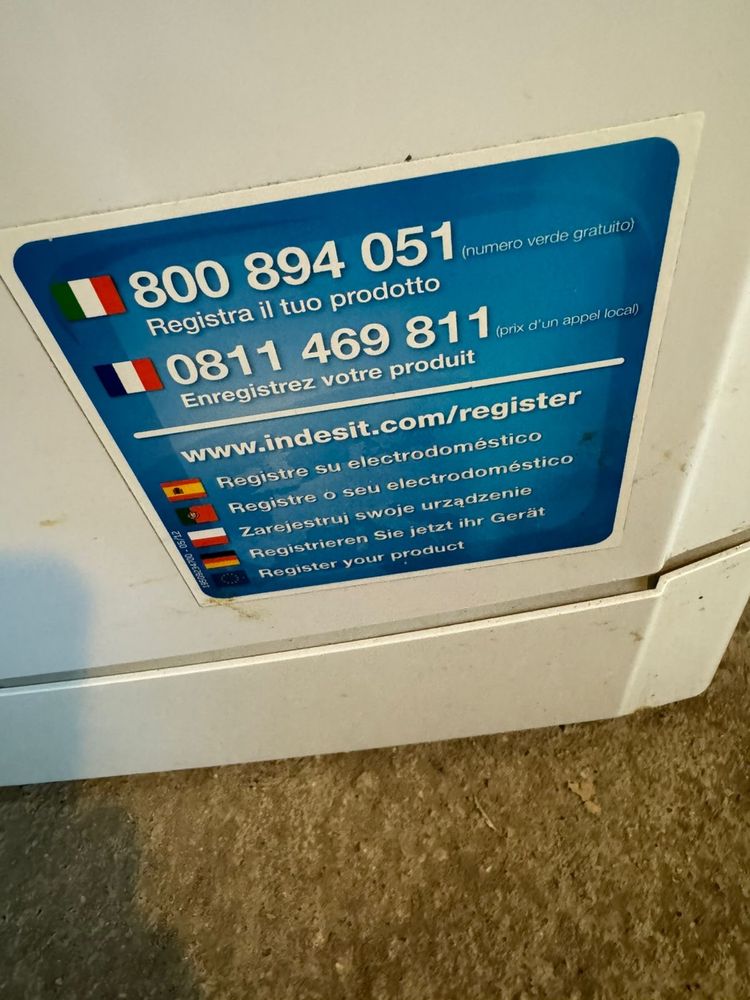 800 894 051 (numero verde gratuito)
Registra il tuo prodotto
0811 469 811 (prix d'un appel local)
Enregistrez votre produit
www.indesit.com/register
Registre su electrodoméstico
Registre o seu electrodoméstico
Zarejestruj swoje urządzenie
Registrieren Sie jetzt ihr Gerät
Register your product